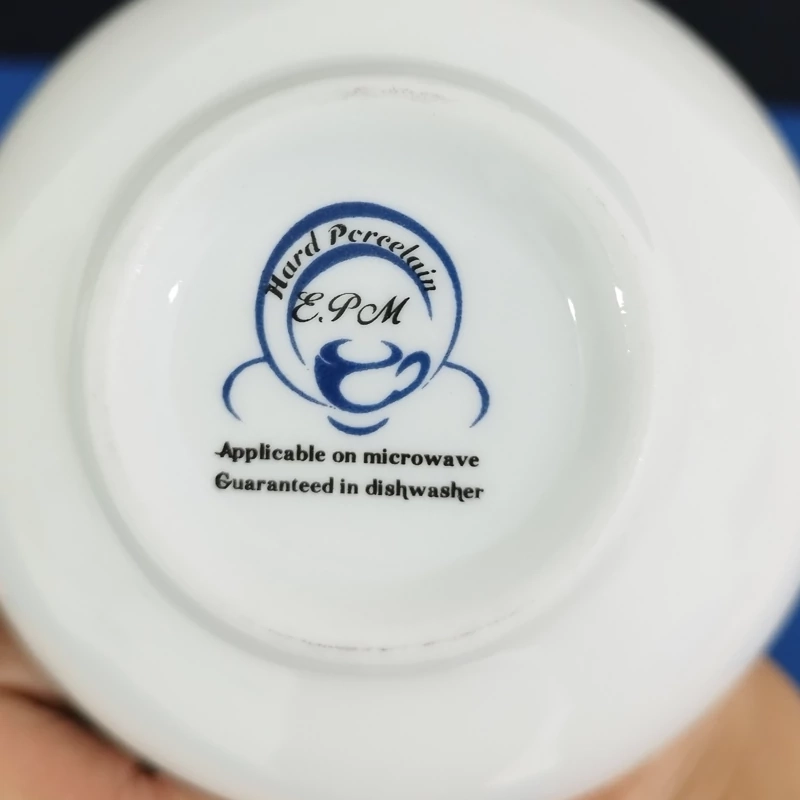 Hard Porcelain
E.PM
Applicable on microwave
Guaranteed in dishwasher